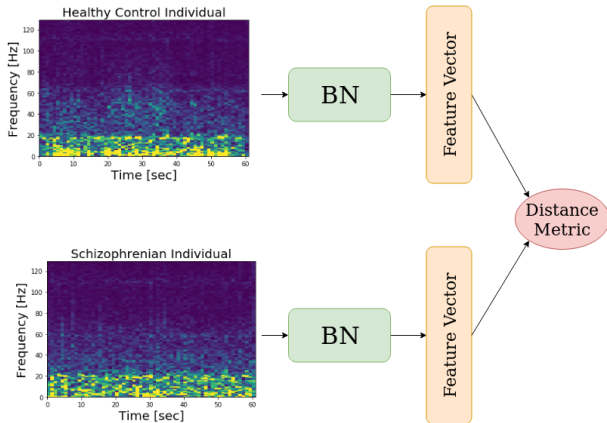 Healthy Control Individual
Frequency [Hz]
120
100
80
60
40
20
0
0 10 20 30 40 50 60
Time [sec]
BN
Feature Vector
Distance
Metric
Schizophrenian Individual
Frequency [Hz]
120
100
80
60
40
20
0
0 10 20 30 40 50 60
Time [sec]
BN
Feature Vector